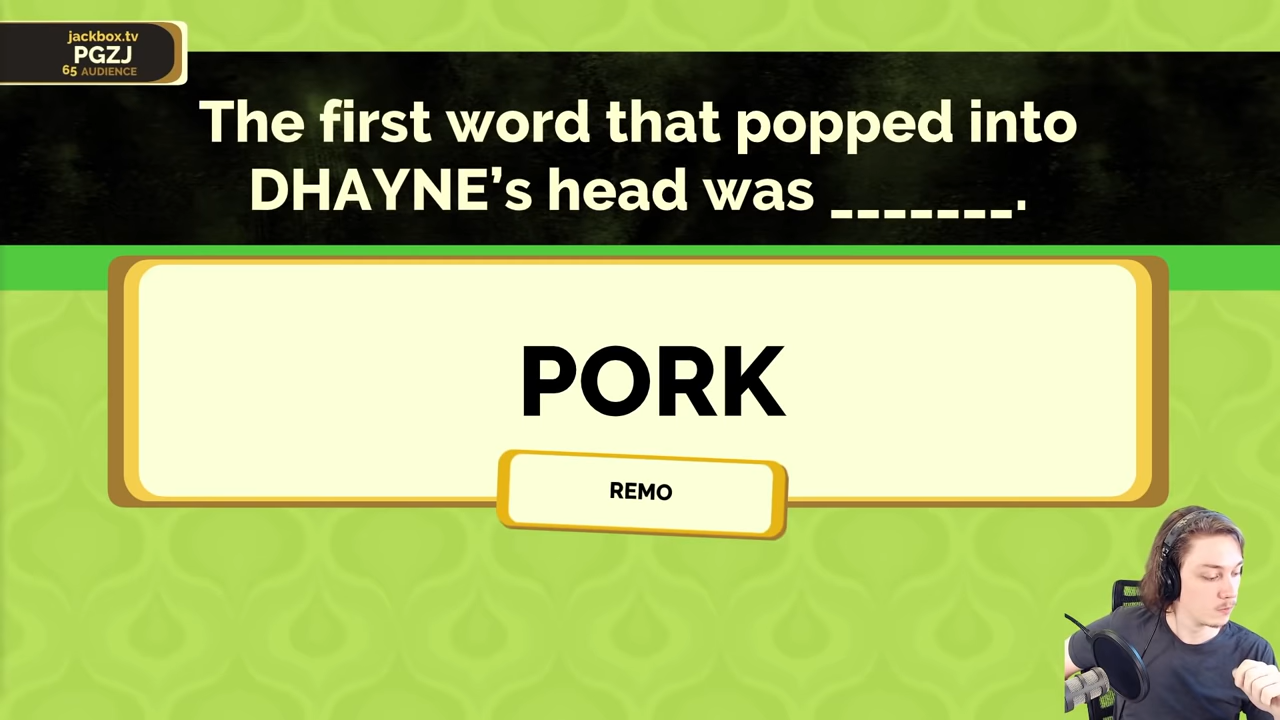 jackbox.tv
PGZJ
65 AUDIENCE
The first word that popped into
DHAYNE’s head was _______.
PORK
REMO